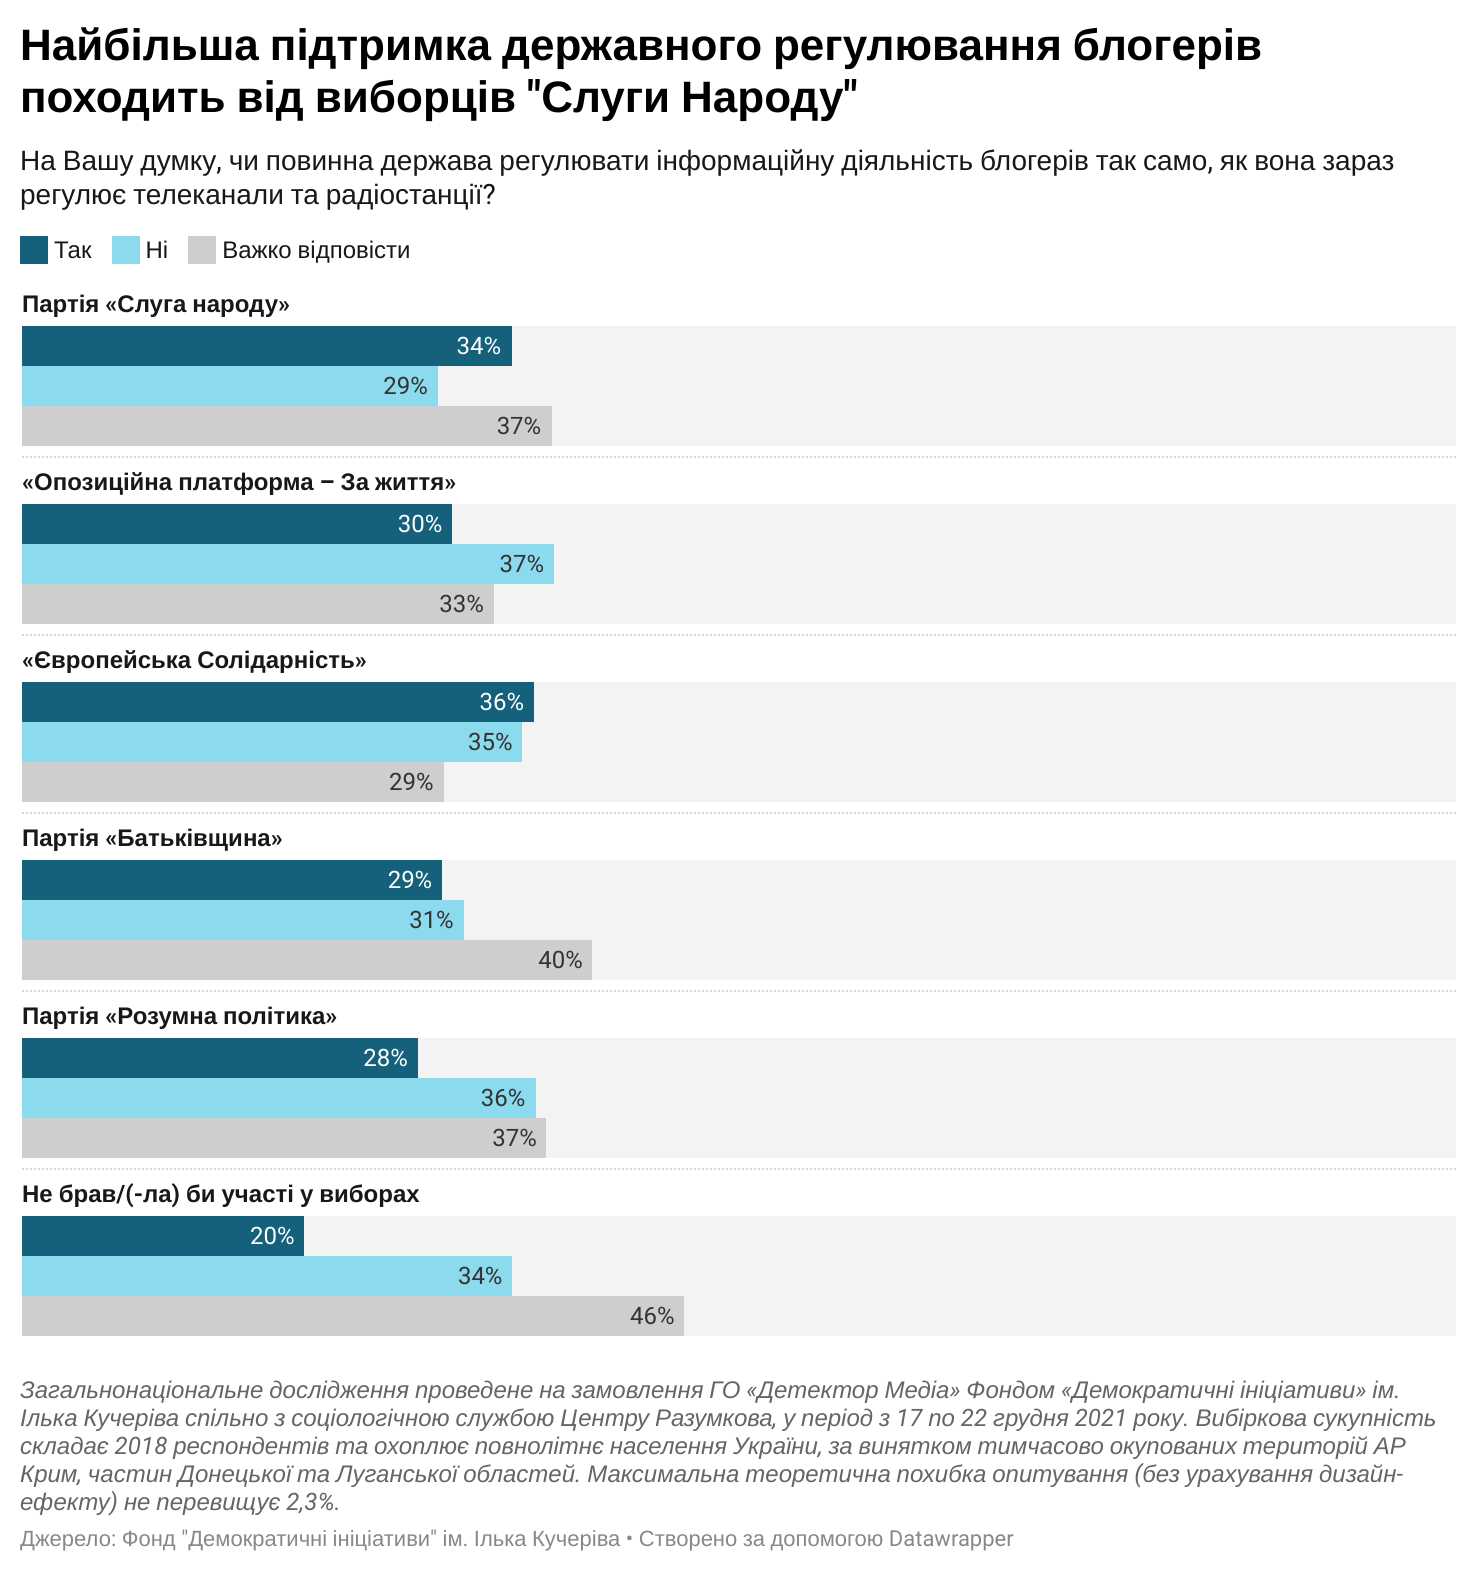 Найбільша підтримка державного регулювання блогерів
походить від виборців "Слуги Народу"
На Вашу думку, чи повинна держава регулювати інформаційну діяльність блогерів так само, як вона зараз
регулює телеканали та радіостанції?
Так Ні Важко відповісти
Партія «Слуга народу»
34%
29%
37%
«Опозиційна платформа – За життя»
30%
37%
33%
«Європейська Солідарність»
36%
35%
29%
Партія «Батьківщина»
29%
31%
40%
Партія «Розумна політика»
28%
36%
37%
Не брав/(-ла) би участі у виборах
20%
34%
46%
Загальнонаціональне дослідження проведене на замовлення ГО «Детектор Медіа» Фондом «Демократичні ініціативи» ім.
Ілька Кучеріва спільно з соціологічною службою Центру Разумкова, у період з 17 по 22 грудня 2021 року. Вибіркова сукупність
складає 2018 респондентів та охоплює повнолітнє населення України, за винятком тимчасово окупованих територій АР
Крим, частин Донецької та Луганської областей. Максимальна теоретична похибка опитування (без урахування дизайн-
ефекту) не перевищує 2,3%.
Джерело: Фонд "Демократичні ініціативи" ім. Ілька Кучеріва • Створено за допомогою Datawrapper